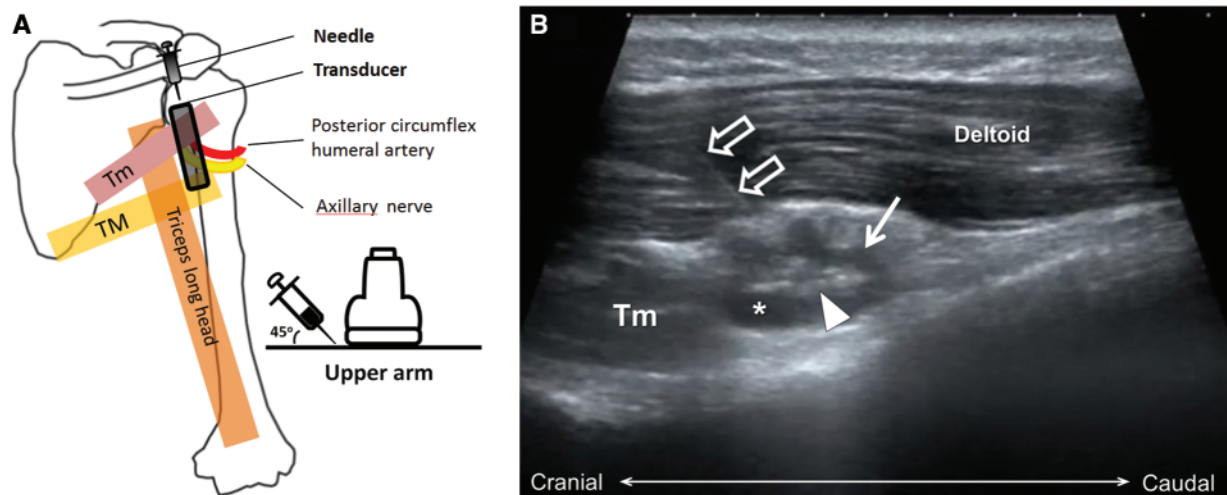 A
Needle
Transducer
Posterior circumflex
humeral artery
Axillary nerve
Tm
TM
Triceps long head
45°
Upper arm
B
Deltoid
Tm
*
Cranial
Caudal